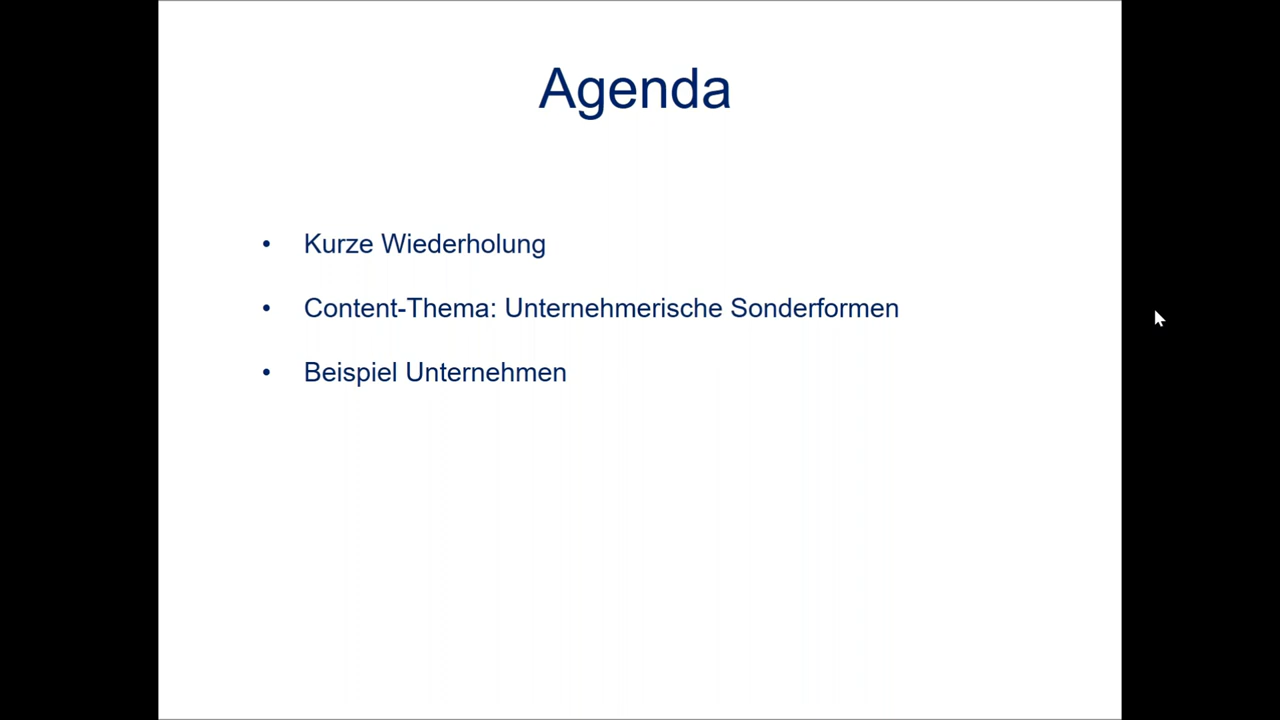 Agenda
• Kurze Wiederholung
• Content-Thema: Unternehmerische Sonderformen
• Beispiel Unternehmen